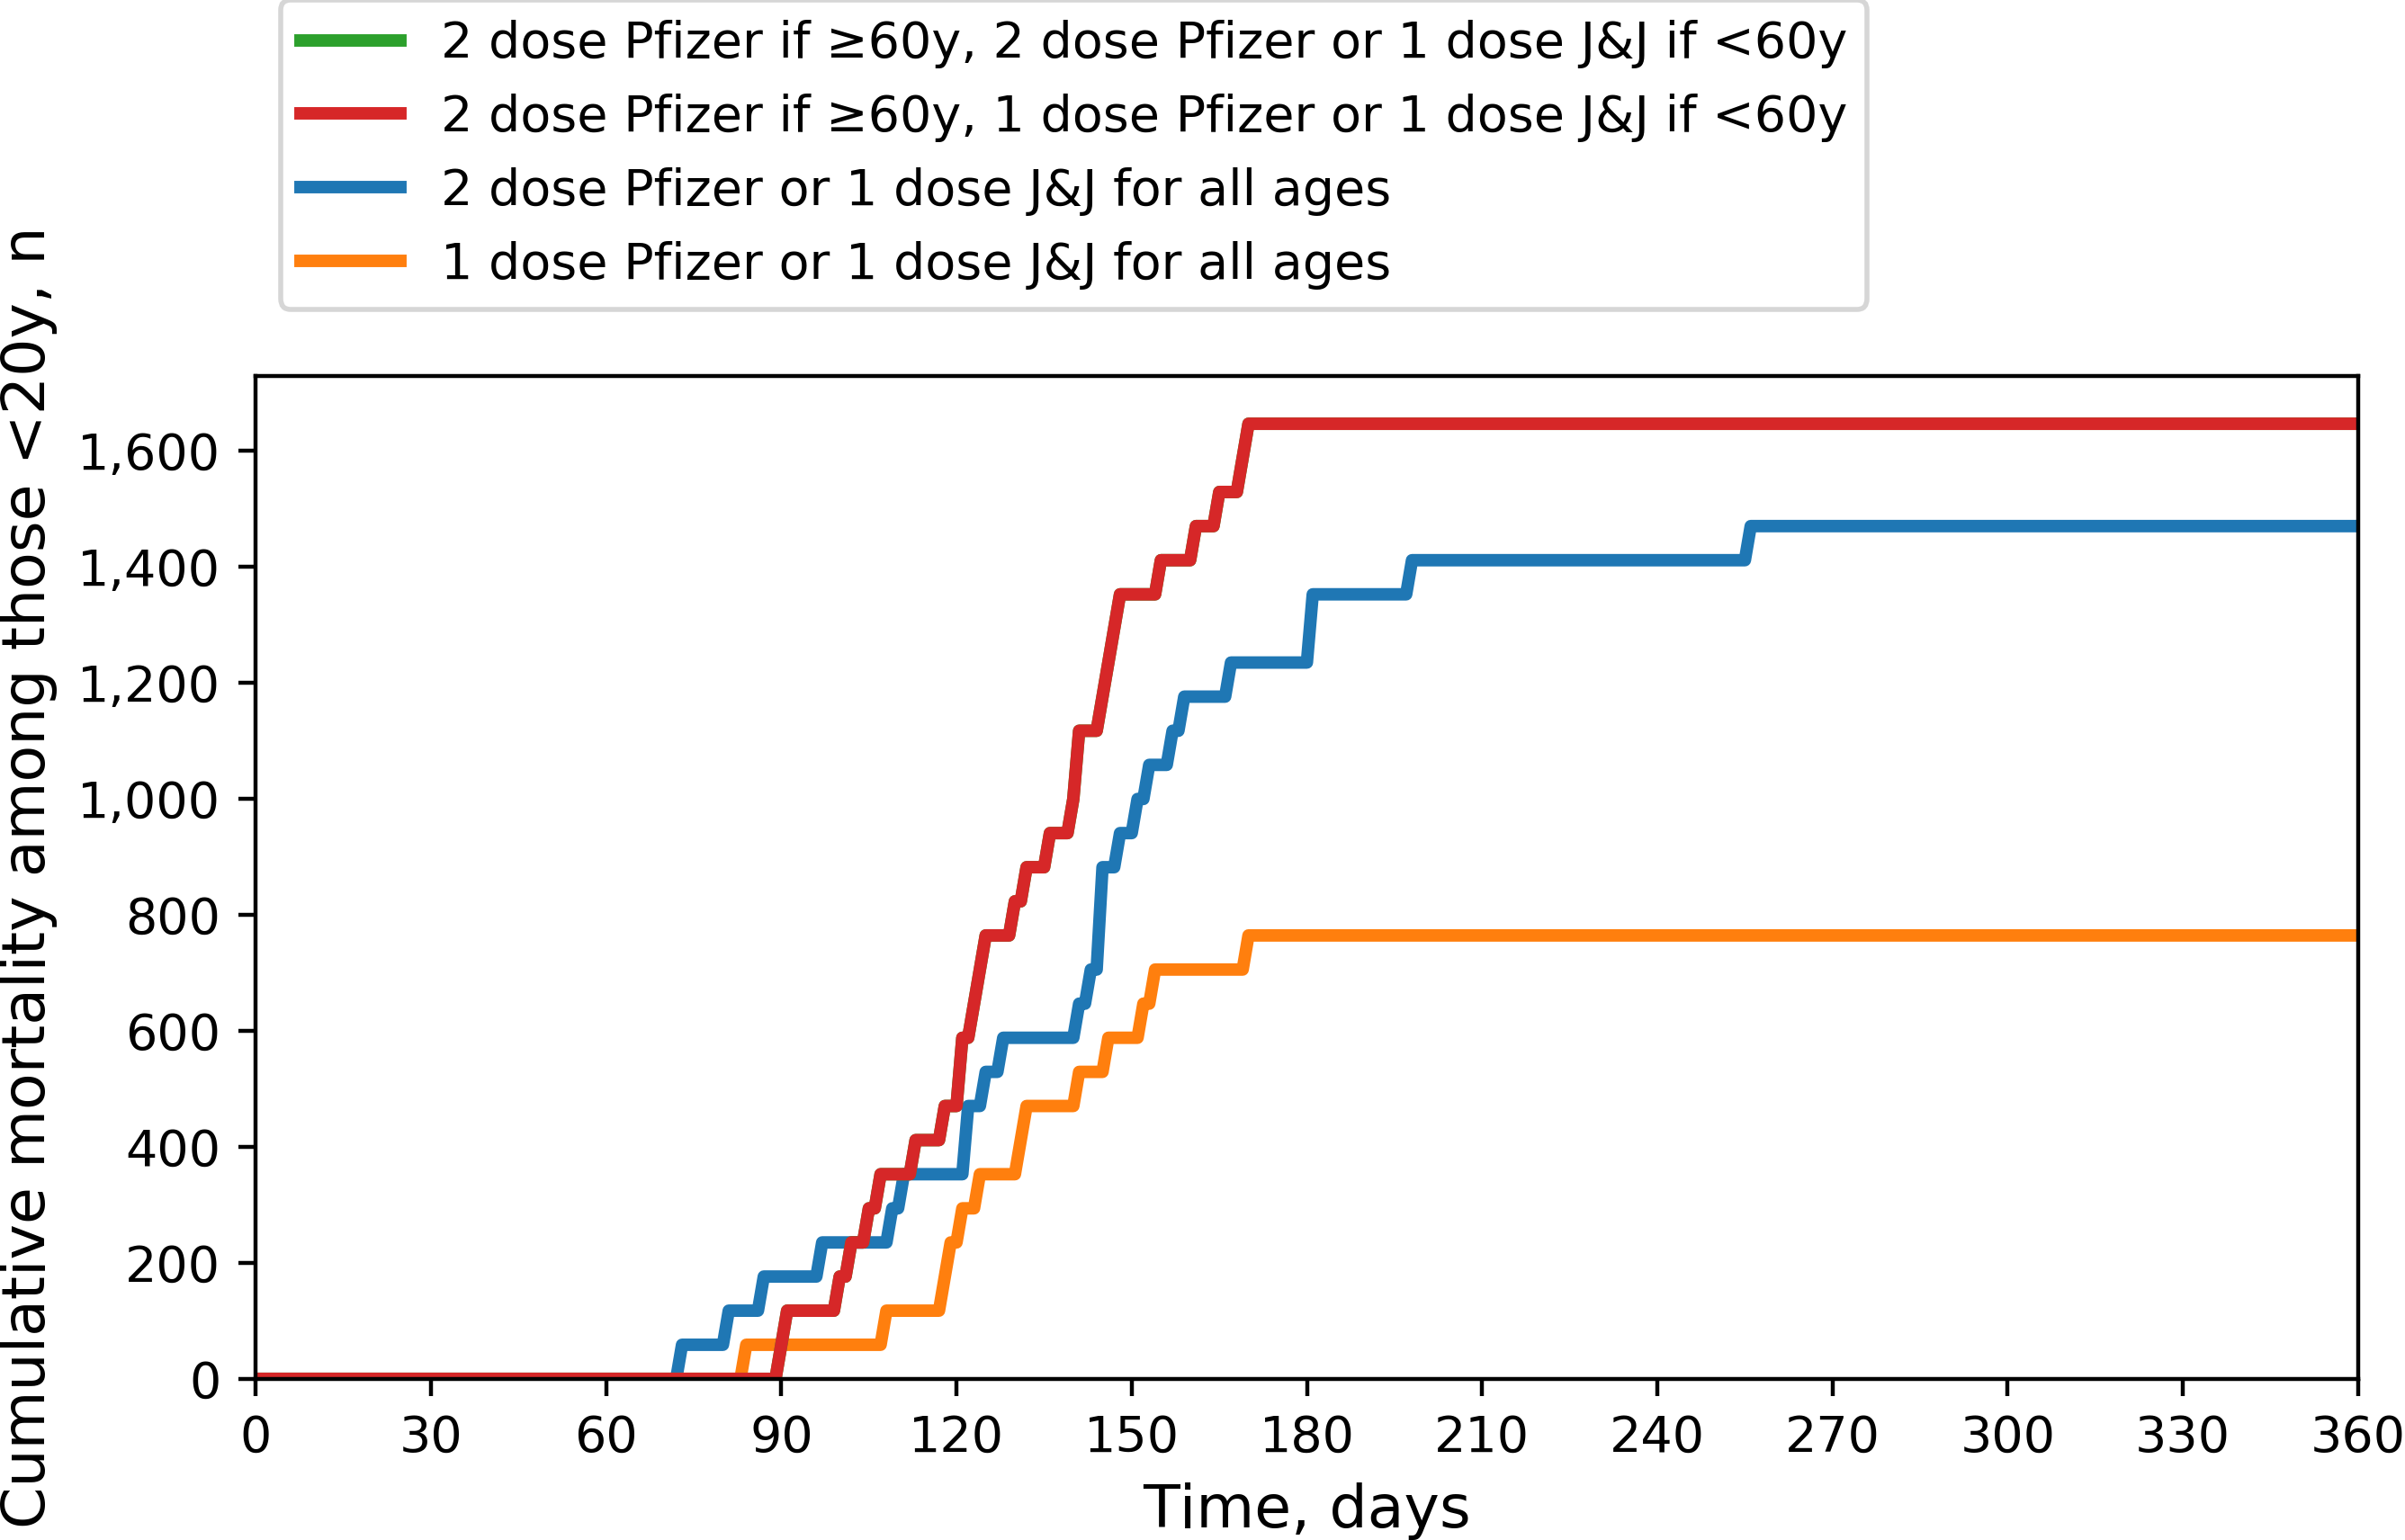 2 dose Pfizer if ≥60y, 2 dose Pfizer or 1 dose J&J if <60y
2 dose Pfizer if ≥60y, 1 dose Pfizer or 1 dose J&J if <60y
2 dose Pfizer or 1 dose J&J for all ages
1 dose Pfizer or 1 dose J&J for all ages
Cumulative mortality among those <20y, n
1,600
1,400
1,200
1,000
800
600
400
200
0
0 30 60 90 120 150 180 210 240 270 300 330 360
Time, days